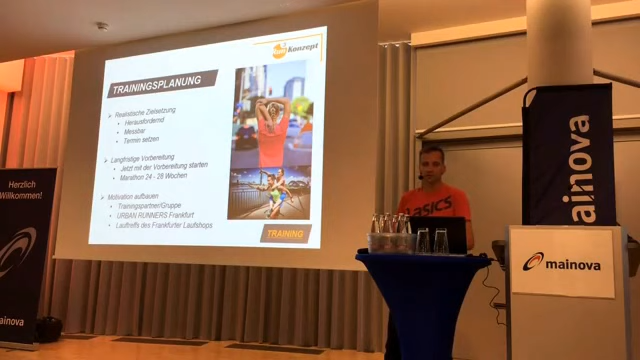 Konzept
TRAININGSPLANUNG
➢ Realistische Zielsetzung
• Herausfordernd
• Messbar
• Termin setzen
➢ Langfristige Vorbereitung
• Jetzt mit der Vorbereitung starten
• Marathon 24 - 28 Wochen
➢ Motivation aufbauen
• Trainingspartner/Gruppe
• URBAN RUNNERS Frankfurt
• Lauftreffs des Frankfurter Laufshops
TRAINING
Herzlich
Willkommen!
mainova
asics
mainova
mainova